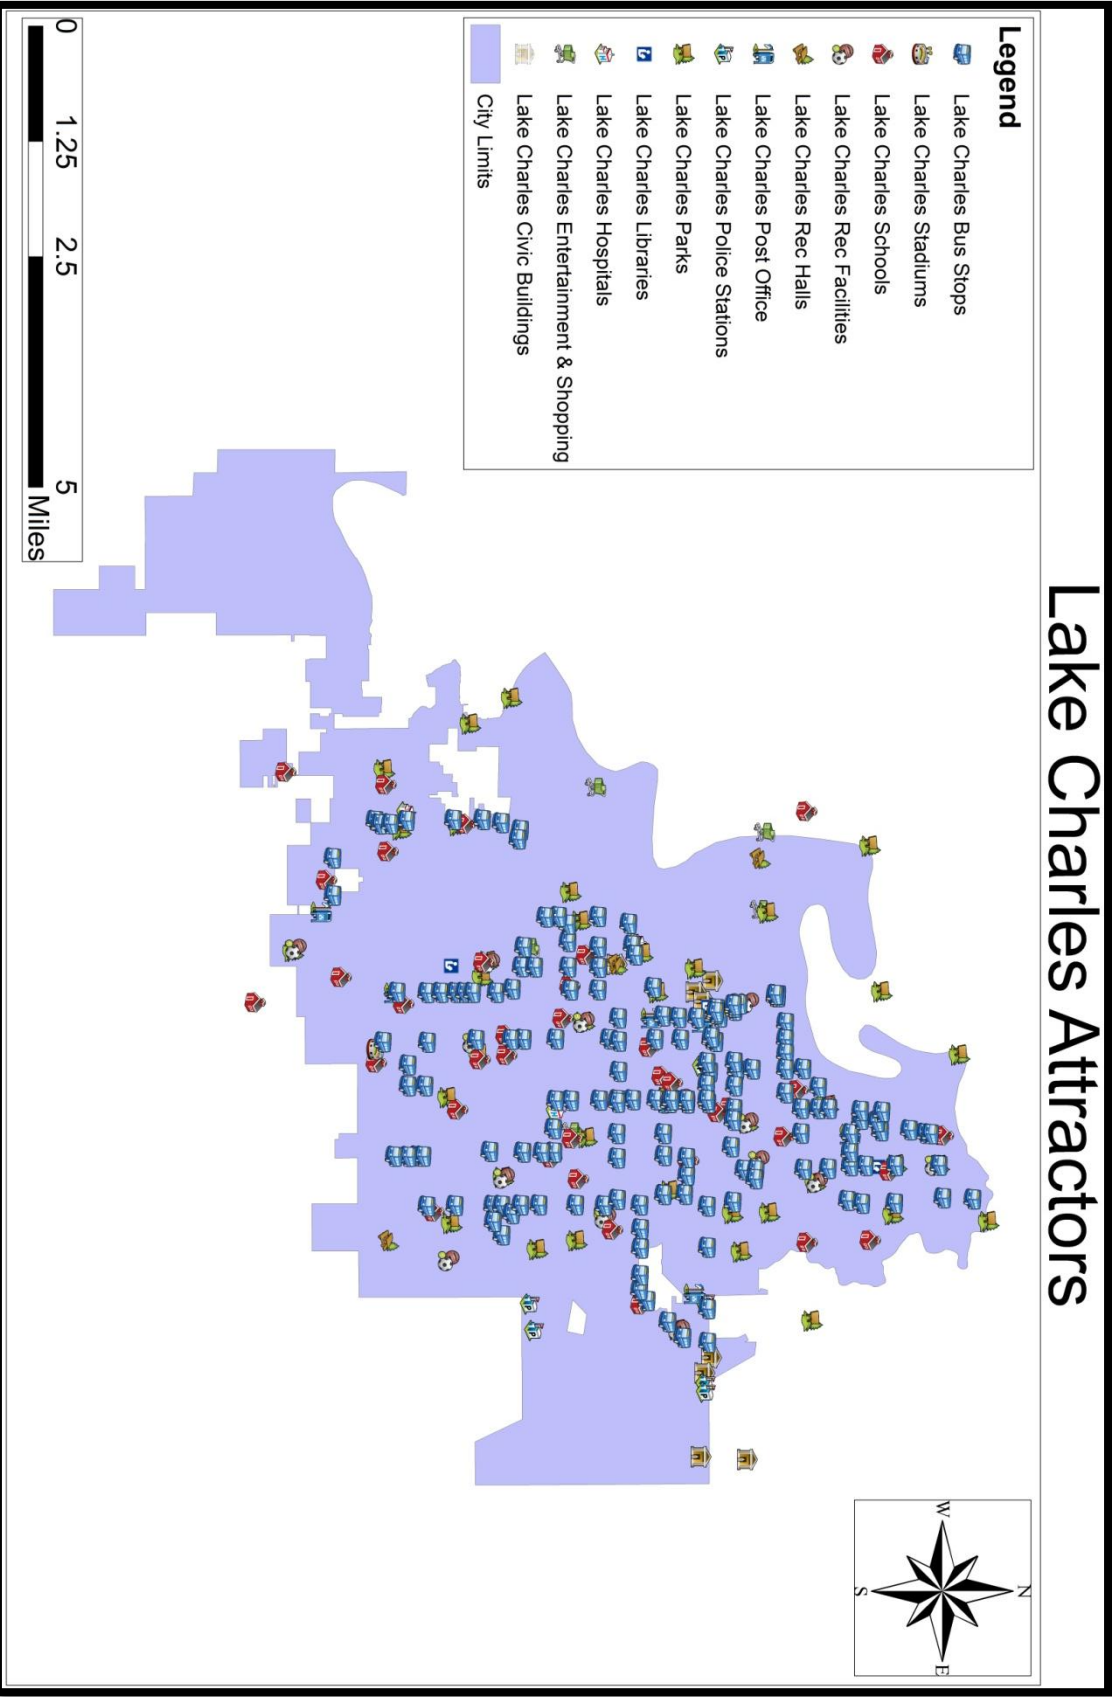 Lake Charles Attractors
Legend
Lake Charles Bus Stops
Lake Charles Stadiums
Lake Charles Schools
Lake Charles Rec Facilities
Lake Charles Rec Halls
Lake Charles Post Office
Lake Charles Police Stations
Lake Charles Parks
Lake Charles Libraries
Lake Charles Hospitals
Lake Charles Entertainment & Shopping
Lake Charles Civic Buildings
City Limits
N
W
E
S
0 1.25 2.5 5
Miles